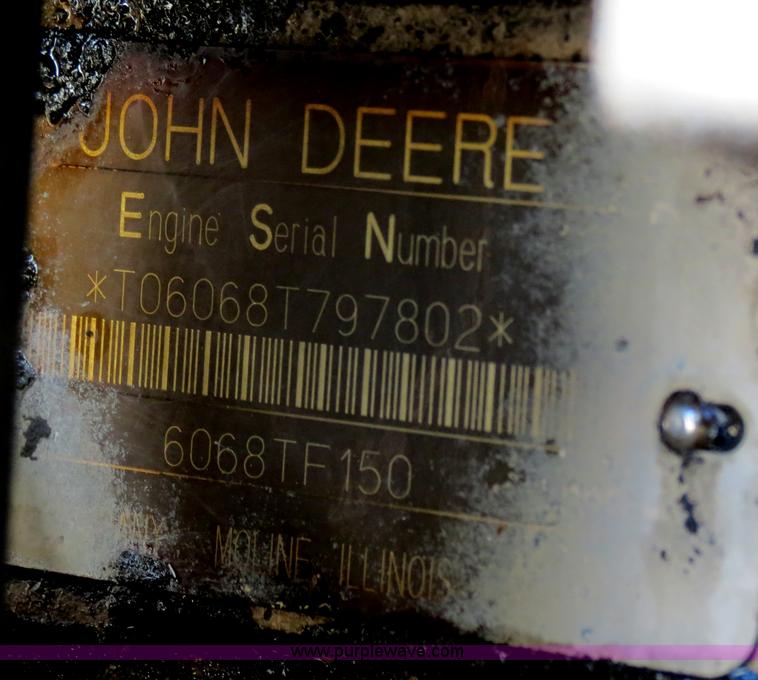 JOHN DEERE
Engine Serial Number
*T06068T797802*
6068TF150
MOLINE, ILLINOIS
www.purplewave.com